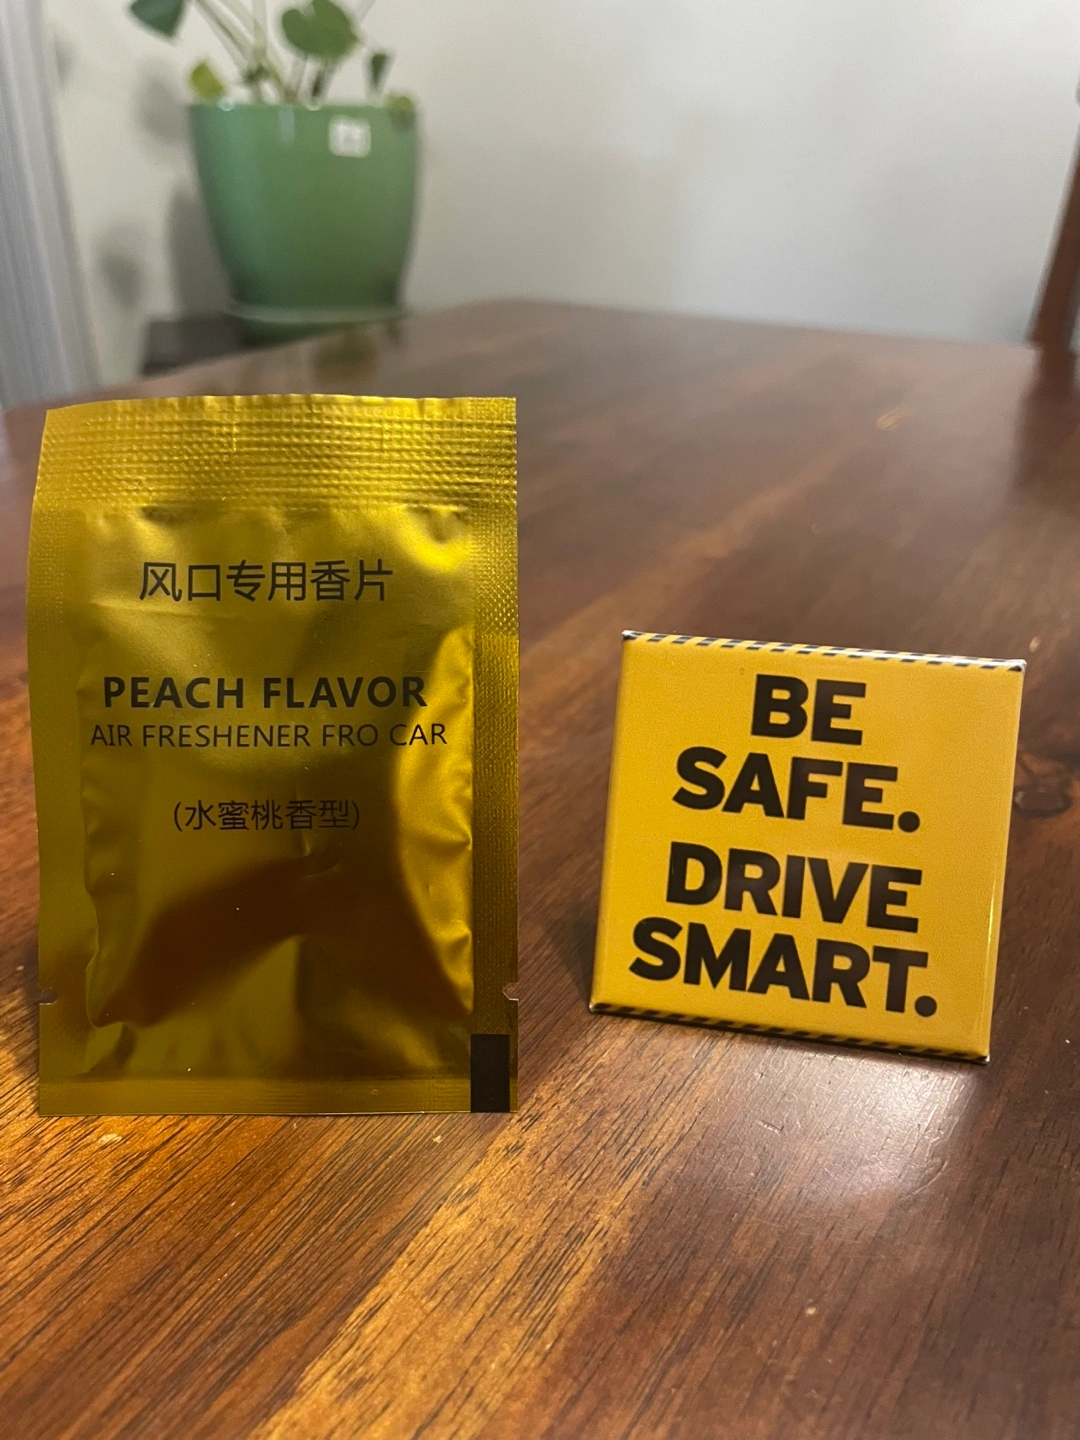 风口专用香片
PEACH FLAVOR
AIR FRESHENER FRO CAR
(水蜜桃香型)
BE
SAFE.
DRIVE
SMART.